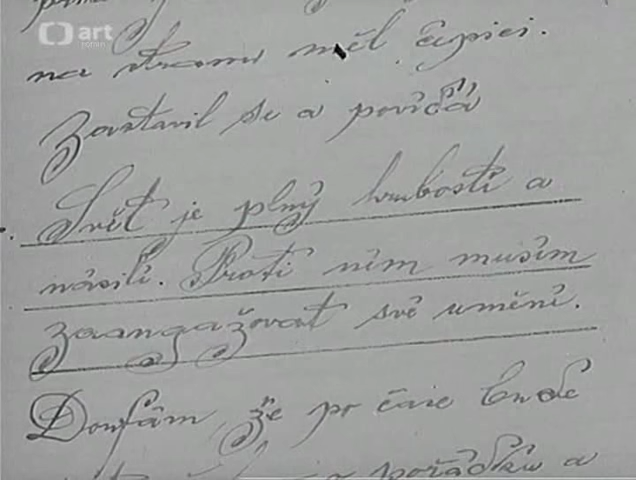 art
na stranu měl čepici.
Zastavil se a povídá
Svět je plný hrubosti a
násilí. Proti nim musím
zaangažovat své umění.
Doufám, že po čase bude
pořádku a